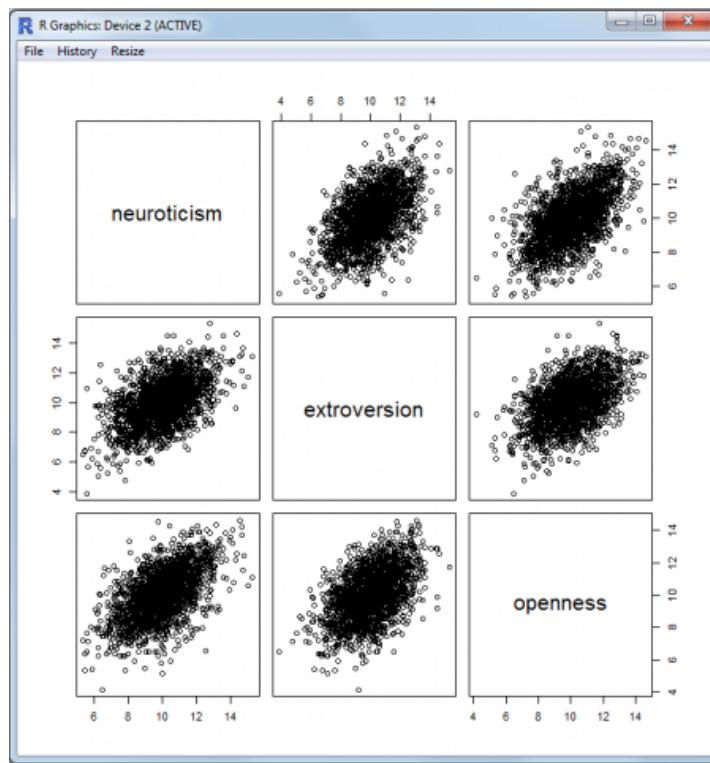 R Graphics: Device 2 (ACTIVE)
File History Resize
4 6 8 10 12 14
neuroticism
6 8 10 12 14
4 6 8 10 12 14
extroversion
openness
4 6 8 10 12 14
6 8 10 12 14
4 6 8 10 12 14